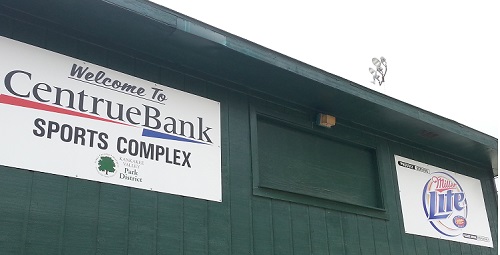 Welcome To
CentrueBank
SPORTS COMPLEX
KANKAKEE
VALLEY
Park
District
Miller
Lite